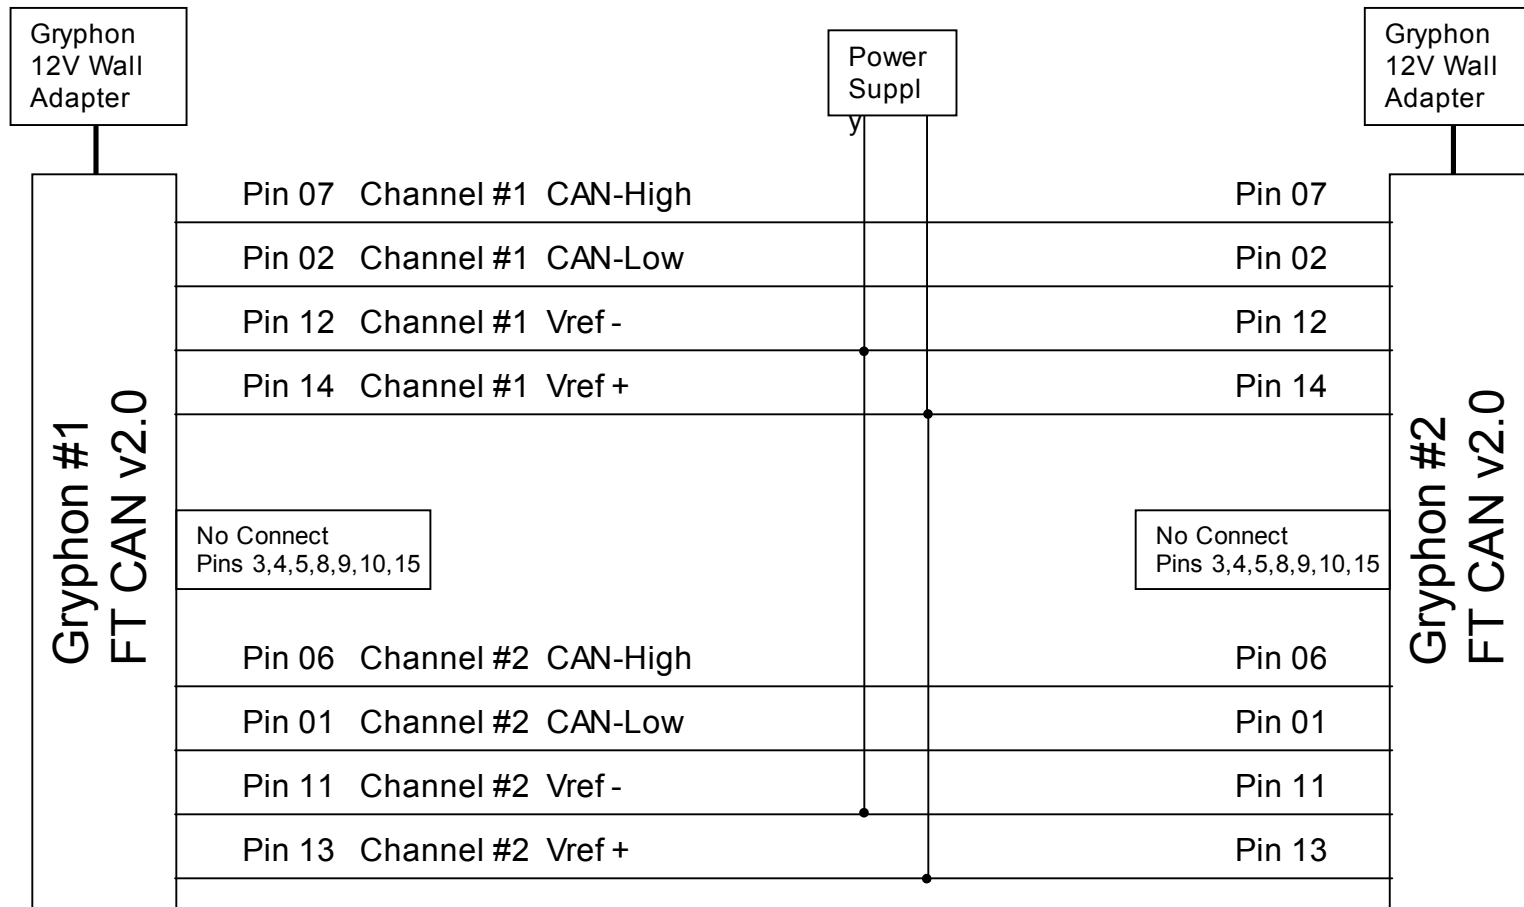 Gryphon
12V Wall
Adapter
Power
Suppl
y
Gryphon
12V Wall
Adapter
Pin 07 Channel #1 CAN-High Pin 07
Pin 02 Channel #1 CAN-Low Pin 02
Pin 12 Channel #1 Vref - Pin 12
Pin 14 Channel #1 Vref + Pin 14
Gryphon #1
FT CAN v2.0
No Connect
Pins 3,4,5,8,9,10,15
No Connect
Pins 3,4,5,8,9,10,15
Gryphon #2
FT CAN v2.0
Pin 06 Channel #2 CAN-High Pin 06
Pin 01 Channel #2 CAN-Low Pin 01
Pin 11 Channel #2 Vref - Pin 11
Pin 13 Channel #2 Vref + Pin 13